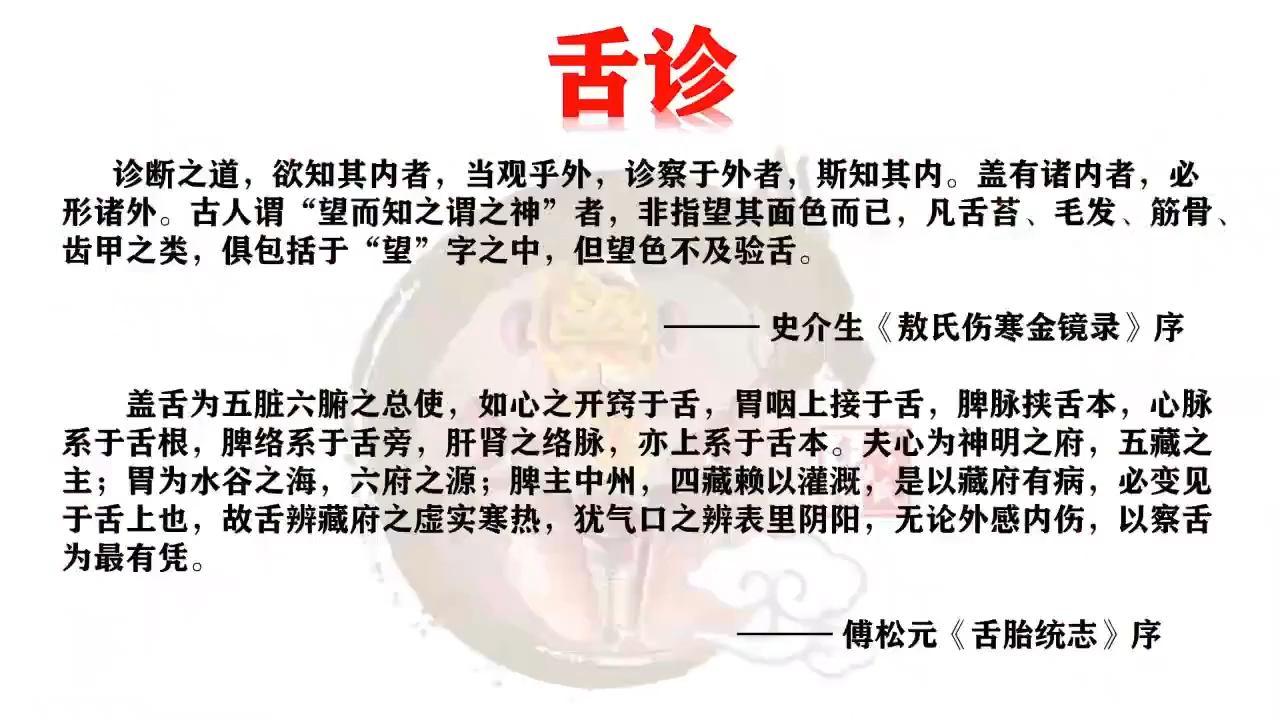 舌诊
诊断之道，欲知其内者，当观乎外，诊察于外者，斯知其内。盖有诸内者，必
形诸外。古人谓“望而知之谓之神”者，非指望其面色而已，凡舌苔、毛发、筋骨、
齿甲之类，俱包括于“望”字之中，但望色不及验舌。
——— 史介生《敖氏伤寒金镜录》序
盖舌为五脏六腑之总使，如心之开窍于舌，胃咽上接于舌，脾脉挟舌本，心脉
系于舌根，脾络系于舌旁，肝肾之络脉，亦上系于舌本。夫心为神明之府，五藏之
主；胃为水谷之海，六府之源；脾主中州，四藏赖以灌溉，是以藏府有病，必变见
于舌上也，故舌辨藏府之虚实寒热，犹气口之辨表里阴阳，无论外感内伤，以察舌
为最有凭。
——— 傅松元《舌胎统志》序